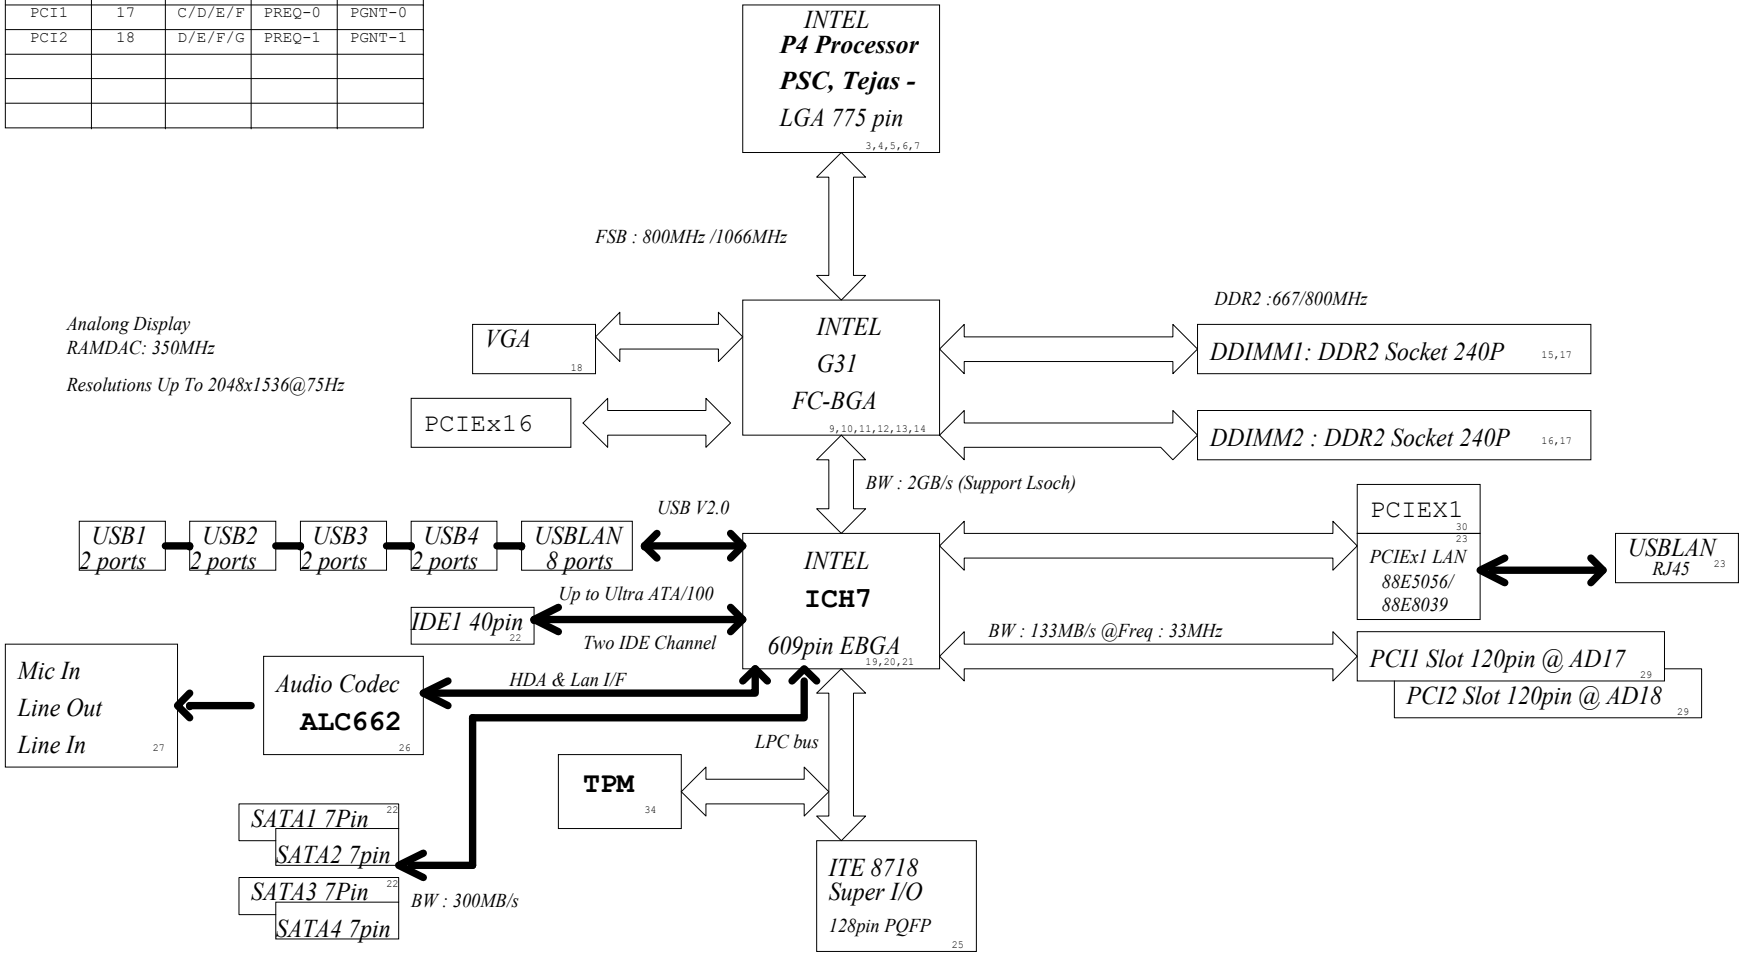 PCI1 17 C/D/E/F PREQ-0 PGNT-0
PCI2 18 D/E/F/G PREQ-1 PGNT-1
INTEL
P4 Processor
PSC, Tejas -
LGA 775 pin
3,4,5,6,7
FSB : 800MHz /1066MHz
Analong Display
RAMDAC: 350MHz
Resolutions Up To 2048x1536@75Hz
VGA
18
PCIEx16
INTEL
G31
FC-BGA
9,10,11,12,13,14
DDR2 :667/800MHz
DDIMM1: DDR2 Socket 240P 15,17
DDIMM2 : DDR2 Socket 240P 16,17
BW : 2GB/s (Support Lsoch)
USB V2.0
USB1
2 ports
USB2
2 ports
USB3
2 ports
USB4
2 ports
USBLAN
8 ports
INTEL
ICH7
609pin EBGA
19,20,21
PCIEX1
30
23
PCIEx1 LAN
88E5056/
88E8039
USBLAN
RJ45 23
Up to Ultra ATA/100
IDE1 40pin
22
Two IDE Channel
BW : 133MB/s @Freq : 33MHz
PCI1 Slot 120pin @ AD17
29
PCI2 Slot 120pin @ AD18
29
Mic In
Line Out
Line In 27
Audio Codec
ALC662
26
HDA & Lan I/F
LPC bus
TPM
34
SATA1 7Pin 22
SATA2 7pin
SATA3 7Pin 22
SATA4 7pin
BW : 300MB/s
ITE 8718
Super I/O
128pin PQFP
25